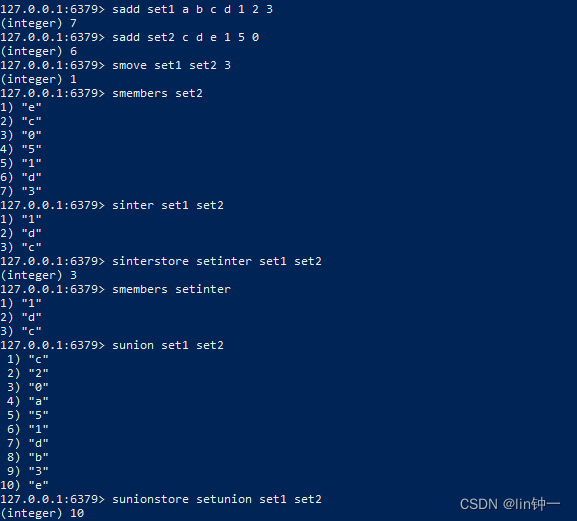 127.0.0.1:6379> sadd set1 a b c d 1 2 3
(integer) 7
127.0.0.1:6379> sadd set2 c d e 1 5 0
(integer) 6
127.0.0.1:6379> smove set1 set2 3
(integer) 1
127.0.0.1:6379> smembers set2
1) "e"
2) "c"
3) "0"
4) "5"
5) "1"
6) "d"
7) "3"
127.0.0.1:6379> sinter set1 set2
1) "1"
2) "d"
3) "c"
127.0.0.1:6379> sinterstore setinter set1 set2
(integer) 3
127.0.0.1:6379> smembers setinter
1) "1"
2) "d"
3) "c"
127.0.0.1:6379> sunion set1 set2
 1) "c"
 2) "2"
 3) "0"
 4) "a"
 5) "5"
 6) "1"
 7) "d"
 8) "b"
 9) "3"
10) "e"
127.0.0.1:6379> sunionstore setunion set1 set2
(integer) 10
CSDN @lin钟一